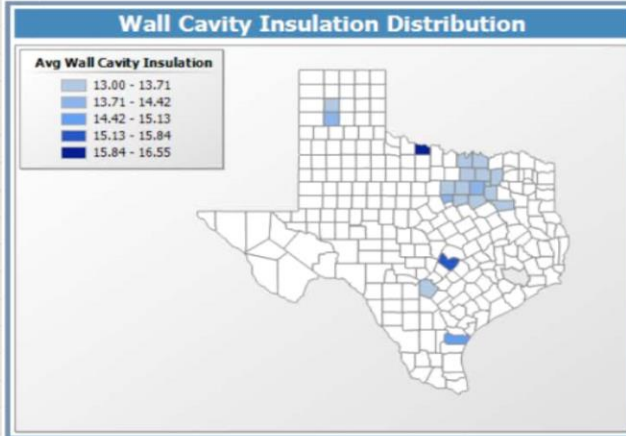 Wall Cavity Insulation Distribution
Avg Wall Cavity Insulation
13.00 - 13.71
13.71 - 14.42
14.42 - 15.13
15.13 - 15.84
15.84 - 16.55